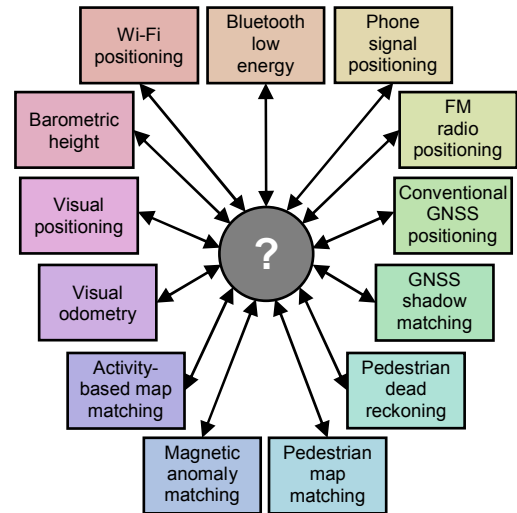 Wi-Fi
positioning
Bluetooth
low
energy
Phone
signal
positioning
Barometric
height
FM
radio
positioning
Visual
positioning
Conventional
GNSS
positioning
?
Visual
odometry
GNSS
shadow
matching
Activity-
based map
matching
Pedestrian
dead
reckoning
Magnetic
anomaly
matching
Pedestrian
map
matching